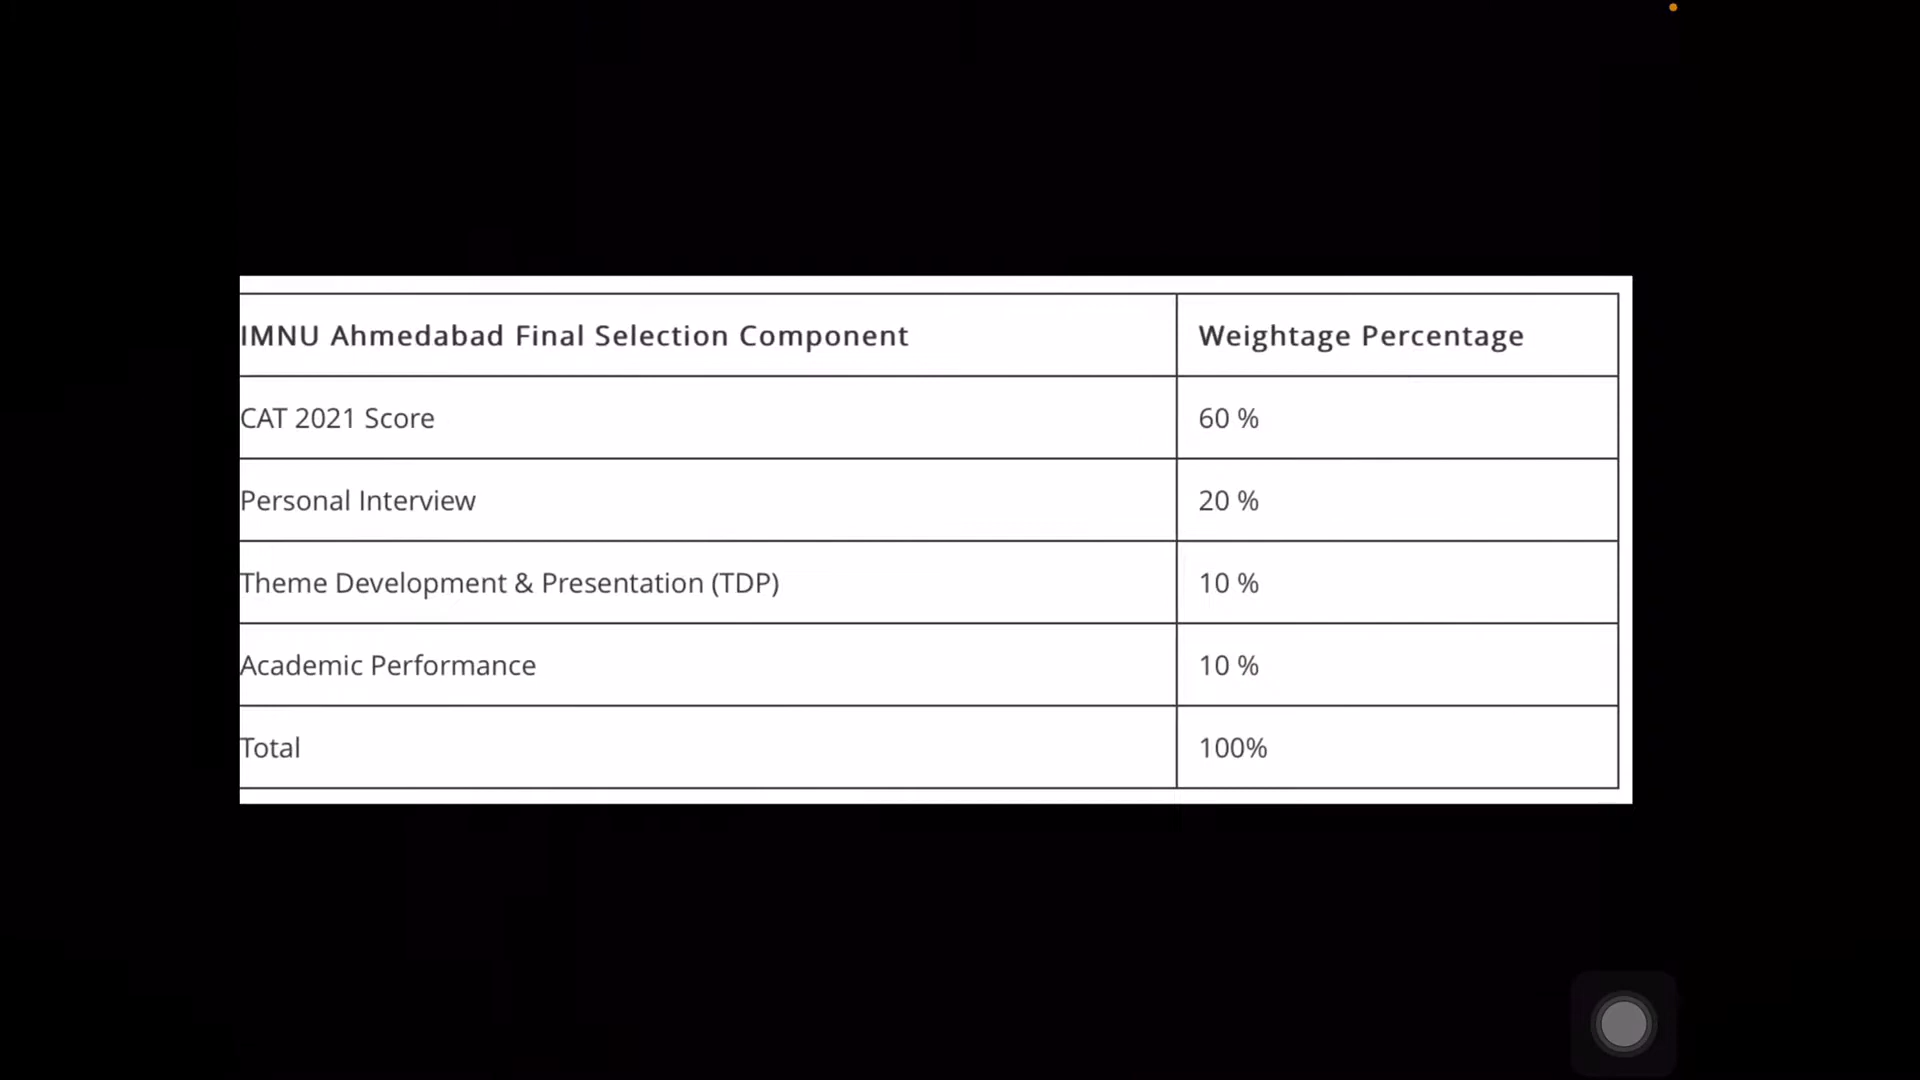 IMNU Ahmedabad Final Selection Component Weightage Percentage
CAT 2021 Score 60 %
Personal Interview 20 %
Theme Development & Presentation (TDP) 10 %
Academic Performance 10 %
Total 100%